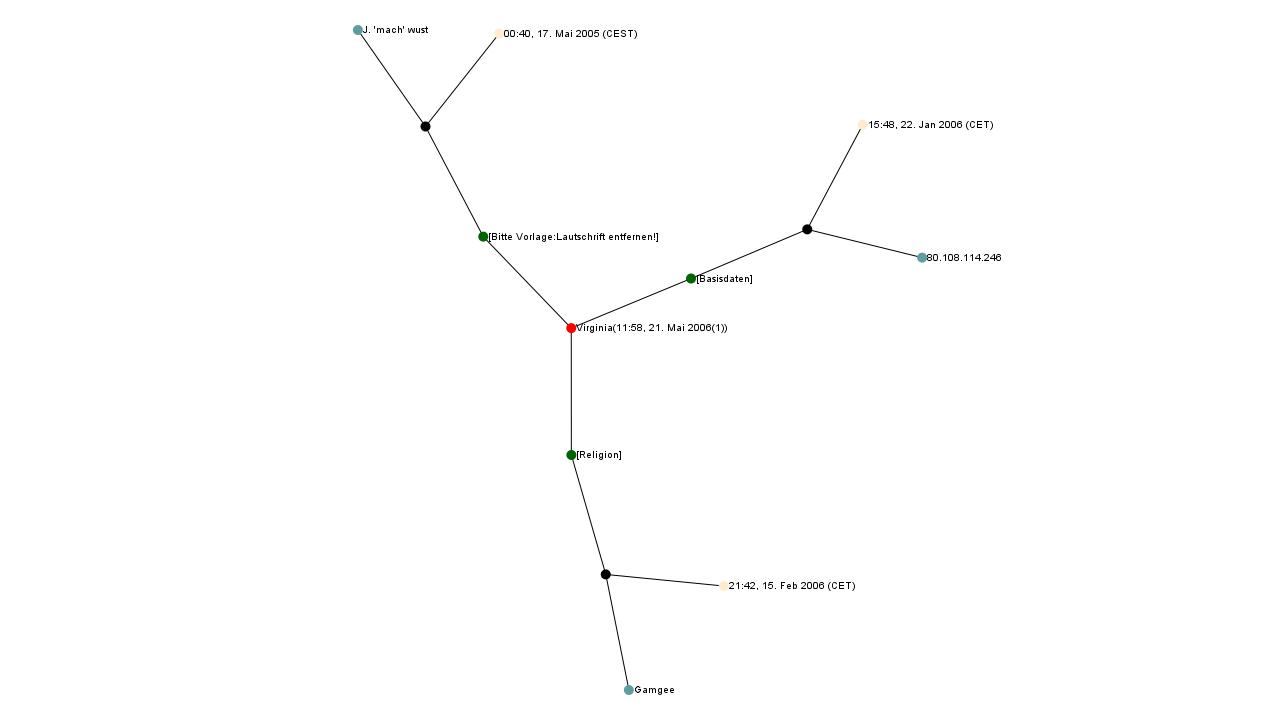 J. 'mach' wust
00:40, 17. Mai 2005 (CEST)
15:48, 22. Jan 2006 (CET)
[Bitte Vorlage:Lautschrift entfernen!]
80.108.114.246
[Basisdaten]
Virginia(11:58, 21. Mai 2006(1))
[Religion]
21:42, 15. Feb 2006 (CET)
Gamgee